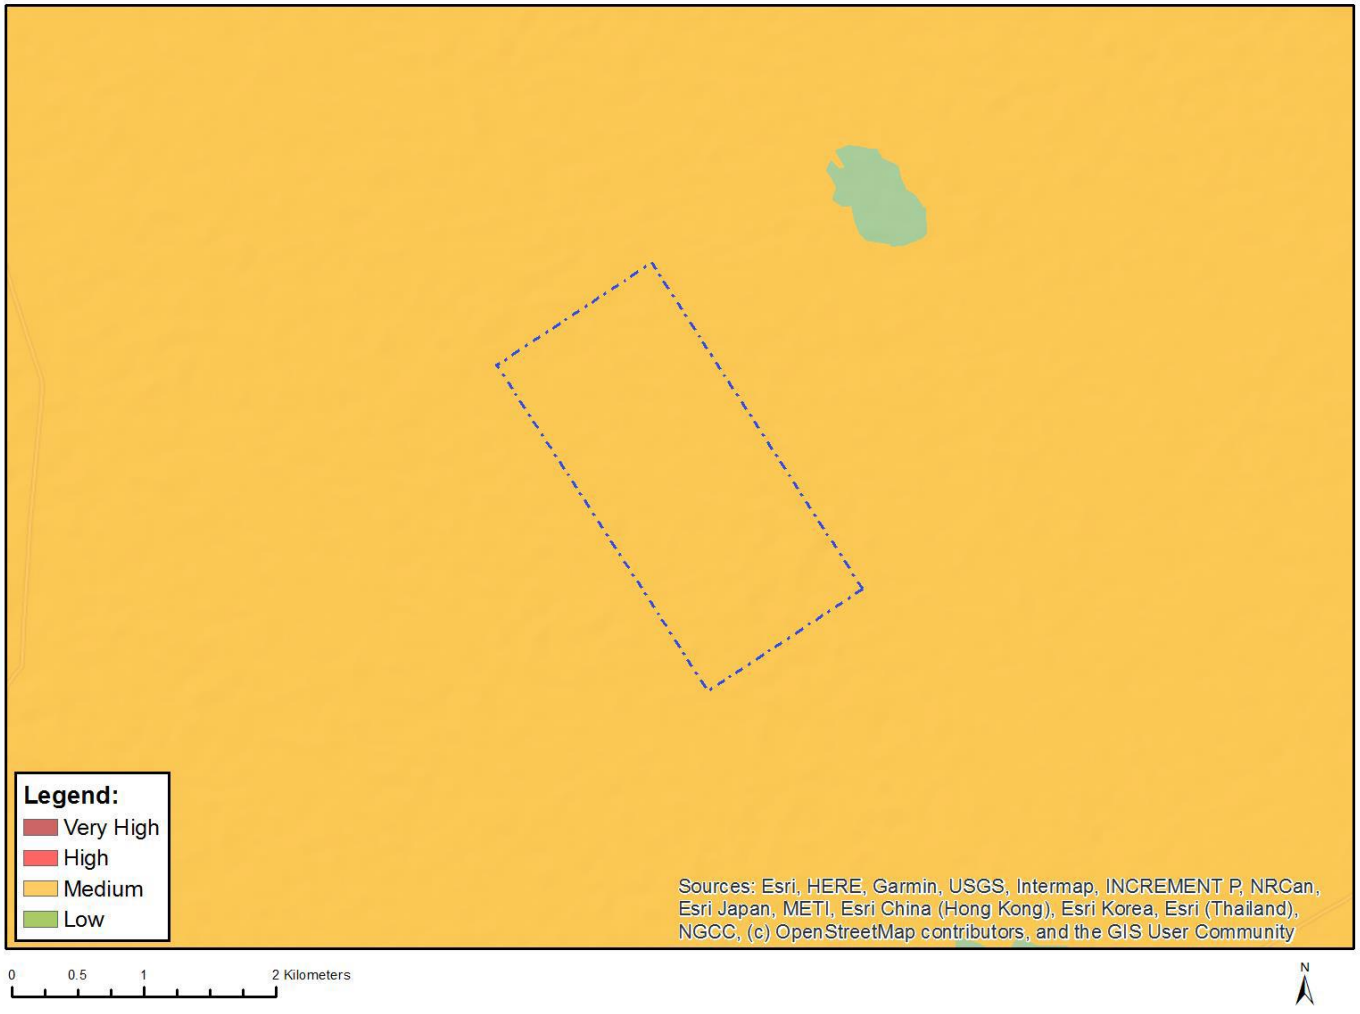 Legend:
Very High
High
Medium
Low
Sources: Esri, HERE, Garmin, USGS, Intermap, INCREMENT P, NRCan,
Esri Japan, METI, Esri China (Hong Kong), Esri Korea, Esri (Thailand),
NGCC, (c) OpenStreetMap contributors, and the GIS User Community
0 0.5 1 2 Kilometers
N